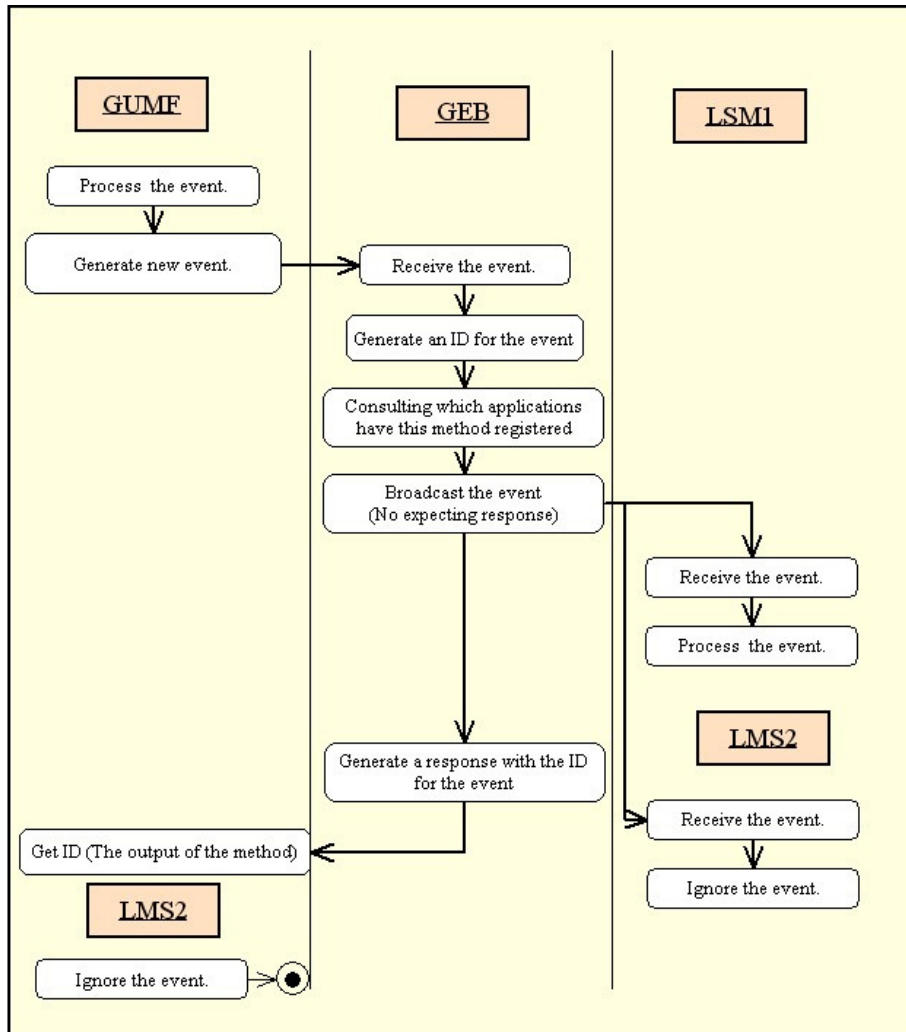 GUMF
GEB
LSM1
Process the event.
Generate new event.
Receive the event.
Generate an ID for the event
Consulting which applications
have this method registered
Broadcast the event
(No expecting response)
Receive the event.
Process the event.
LMS2
Generate a response with the ID
for the event
Receive the event.
Get ID (The output of the method)
Ignore the event.
LMS2
Ignore the event.